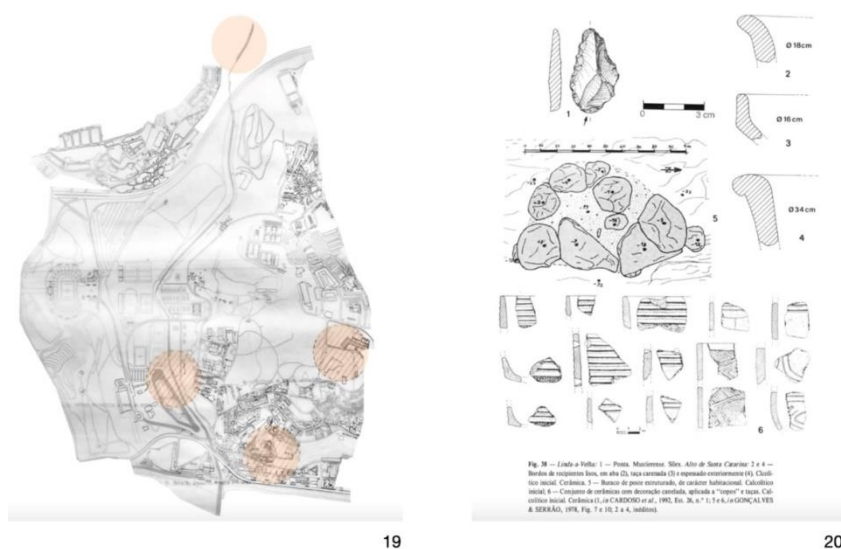 Ø 18cm
2
1
0 3 cm
Ø 16cm
3
5
Ø 34cm
4
6
Fig. 38 — Linda-a-Velha: 1 — Ponta. Mustierense. Sílex. Alto de Santa Catarina: 2 e 4 —
Bordos de recipientes lisos, em aba (2), taça carenada (3) e espessado exteriormente (4). Calcolí-
tico inicial. Cerâmica. 5 — Buraco de poste estruturado, de carácter habitacional. Calcolítico
inicial; 6 — Conjunto de cerâmicas com decoração canelada, aplicada a "copos" e taças. Cal-
colítico inicial. Cerâmica (1, in CARDOSO et al., 1992, Est. 26, n.º 1; 5 e 6, in GONÇALVES
& SERRÃO, 1978, Fig. 7 e 10; 2 a 4, inéditos).
19
20